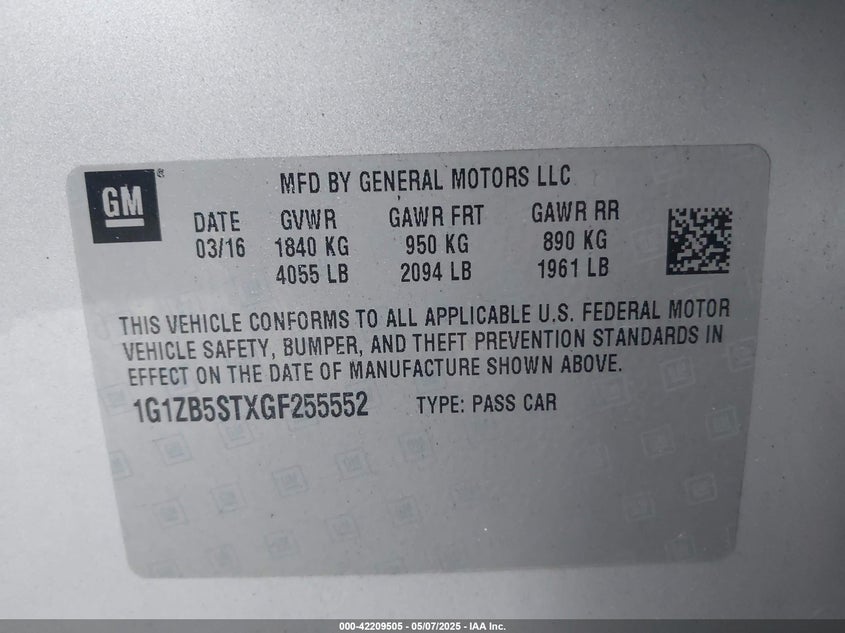 GM®
MFD BY GENERAL MOTORS LLC
DATE GVWR GAWR FRT GAWR RR
03/16 1840 KG 950 KG 890 KG
4055 LB 2094 LB 1961 LB
THIS VEHICLE CONFORMS TO ALL APPLICABLE U.S. FEDERAL MOTOR
VEHICLE SAFETY, BUMPER, AND THEFT PREVENTION STANDARDS IN
EFFECT ON THE DATE OF MANUFACTURE SHOWN ABOVE.
1G1ZB5STXGF255552 TYPE: PASS CAR
000-42209505 - 05/07/2025 - IAA Inc.